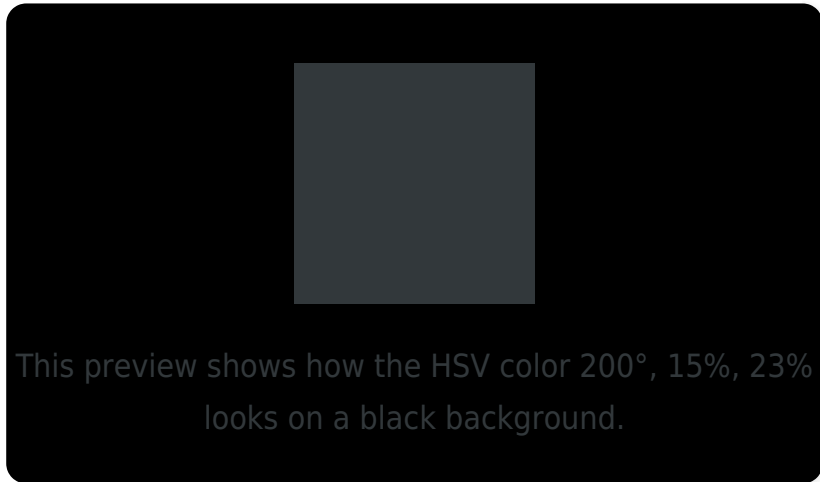 This preview shows how the HSV color 200°, 15%, 23%
looks on a black background.